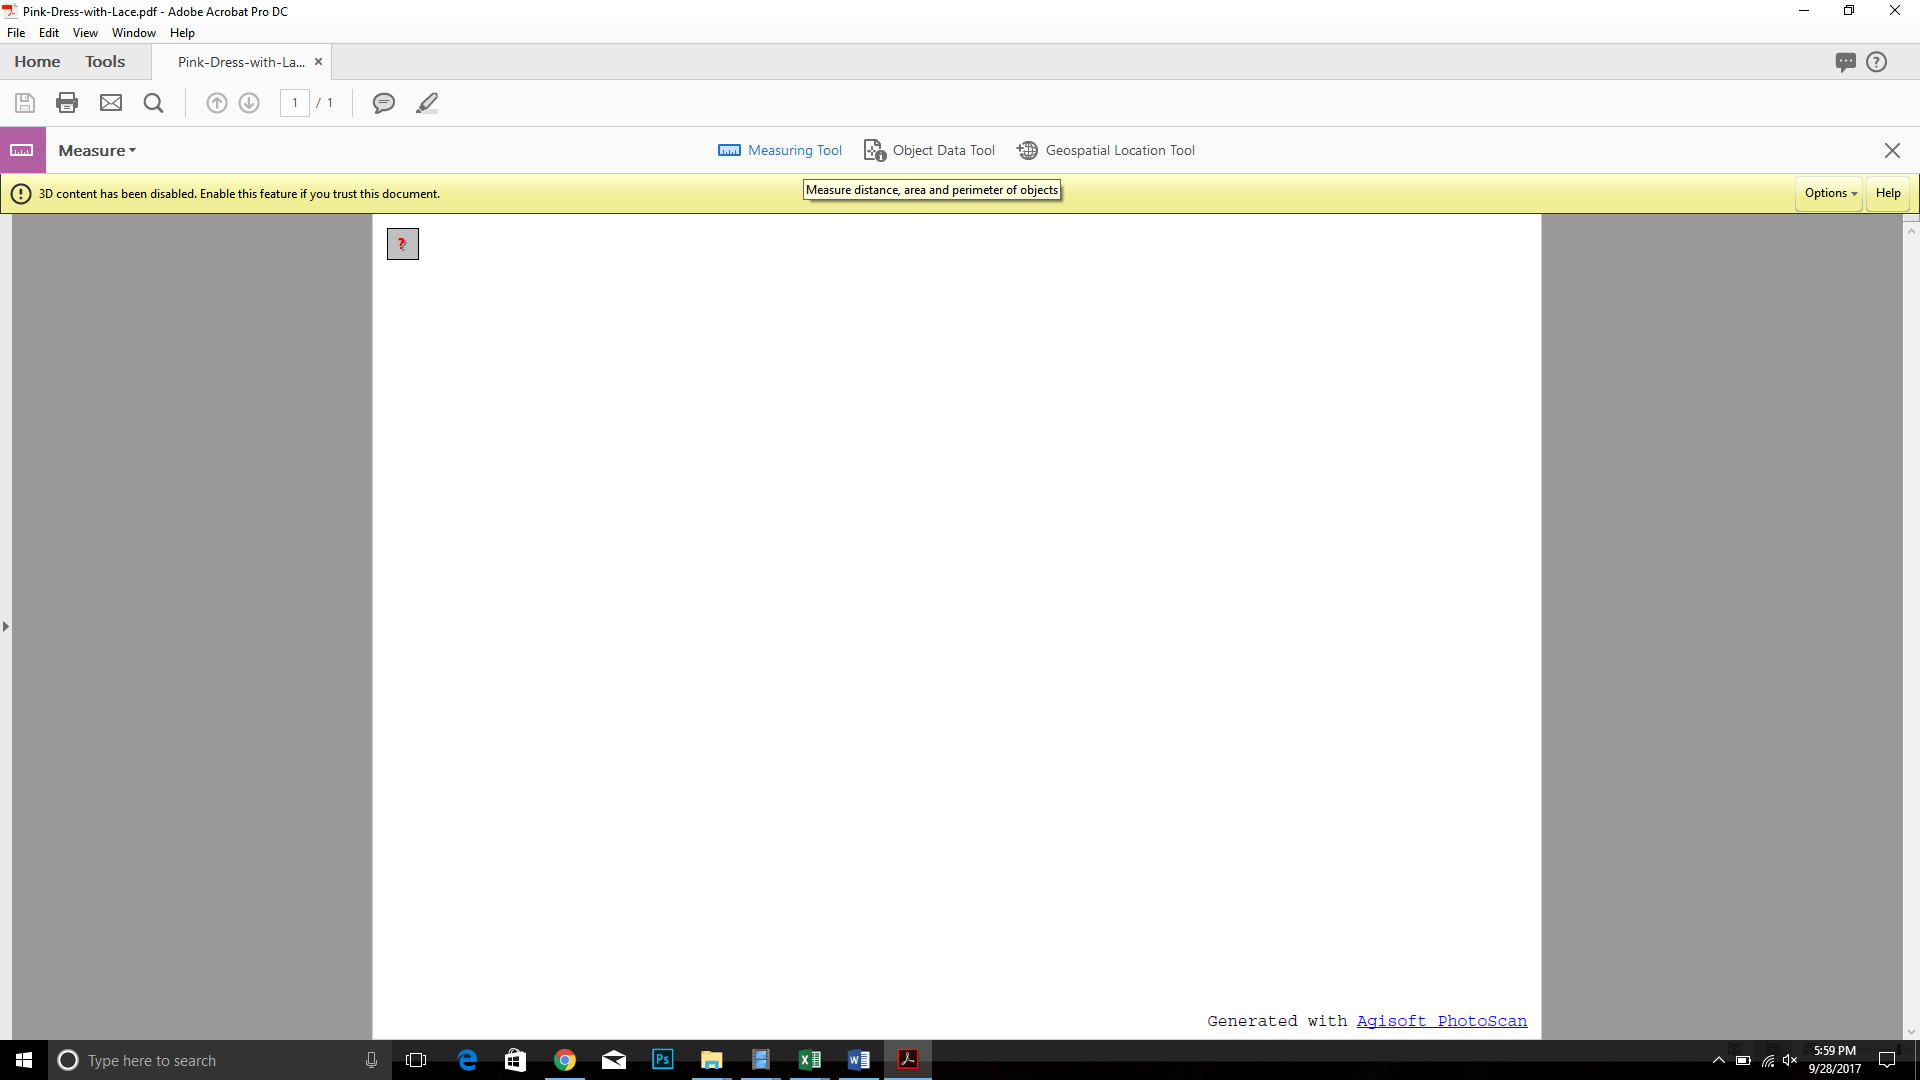 Pink-Dress-with-Lace.pdf - Adobe Acrobat Pro DC
File Edit View Window Help
Home Tools Pink-Dress-with-La... ×
1 / 1
Measure
Measuring Tool Object Data Tool Geospatial Location Tool
3D content has been disabled. Enable this feature if you trust this document.
Measure distance, area and perimeter of objects
Options Help
?
Generated with Agisoft PhotoScan
Type here to search
Ps
5:59 PM
9/28/2017